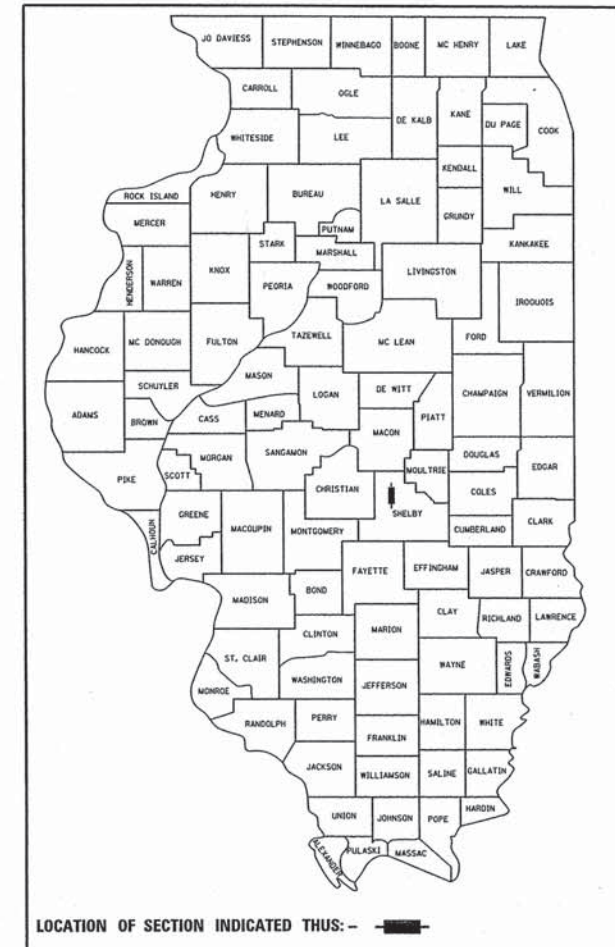 JO DAVIESS STEPHENSON WINNEBAGO BOONE MC HENRY LAKE
CARROLL OGLE DE KALB KANE DU PAGE COOK
WHITESIDE LEE
KENDALL WILL
ROCK ISLAND HENRY BUREAU LA SALLE GRUNDY
MERCER PUTNAM
STARK MARSHALL KANKAKEE
HENDERSON WARREN KNOX PEORIA WOODFORD LIVINGSTON IROQUOIS
HANCOCK MC DONOUGH FULTON TAZEWELL MC LEAN FORD
MASON
SCHUYLER LOGAN DE WITT CHAMPAIGN VERMILION
ADAMS BROWN CASS MENARD PIATT
MACON
MORGAN SANGAMON DOUGLAS
PIKE SCOTT CHRISTIAN MOULTRIE EDGAR
COLES
GREENE MACOUPIN MONTGOMERY SHELBY
CALHOUN CUMBERLAND CLARK
JERSEY
FAYETTE EFFINGHAM JASPER CRAWFORD
MADISON BOND
CLAY RICHLAND LAWRENCE
CLINTON MARION
ST. CLAIR WAYNE EDWARDS WABASH
WASHINGTON JEFFERSON
MONROE
RANDOLPH PERRY HAMILTON WHITE
FRANKLIN
JACKSON WILLIAMSON SALINE GALLATIN
UNION JOHNSON POPE HARDIN
ALEXANDER PULASKI MASSAC
LOCATION OF SECTION INDICATED THUS: -